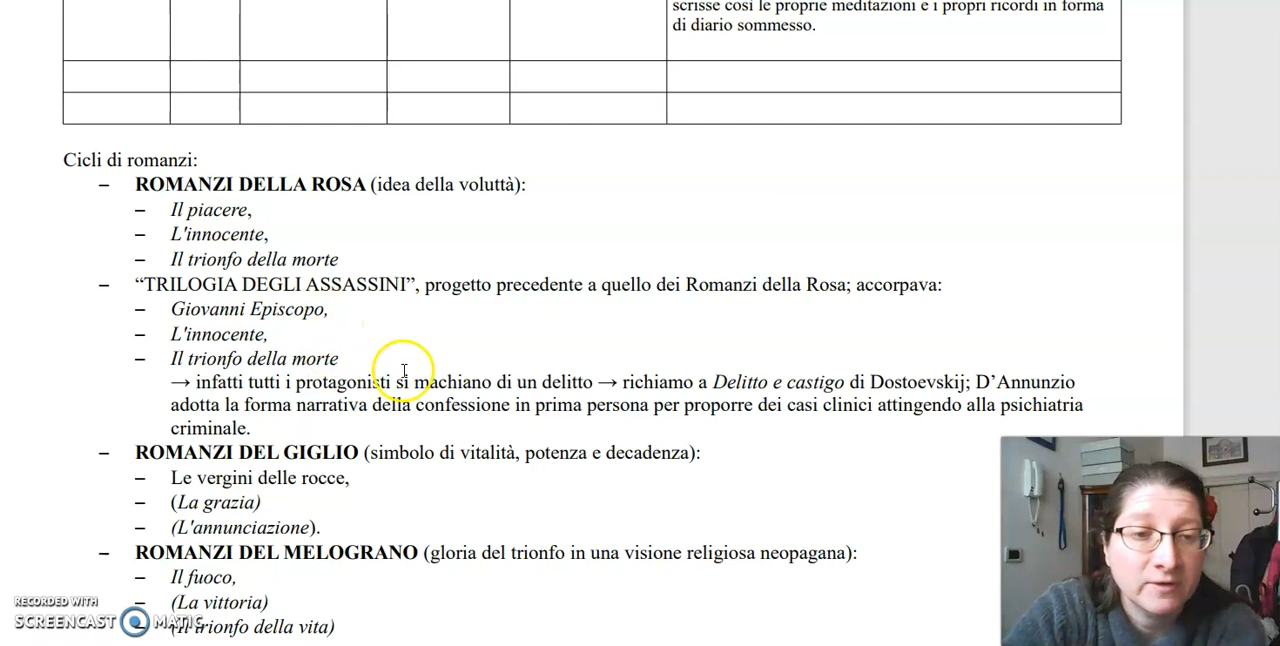 scrisse così le proprie meditazioni e i propri ricordi in forma
di diario sommesso.
Cicli di romanzi:
– ROMANZI DELLA ROSA (idea della voluttà):
– Il piacere,
– L'innocente,
– Il trionfo della morte
– “TRILOGIA DEGLI ASSASSINI”, progetto precedente a quello dei Romanzi della Rosa; accorpava:
– Giovanni Episcopo,
– L'innocente,
– Il trionfo della morte
→ infatti tutti i protagonisti si machiano di un delitto → richiamo a Delitto e castigo di Dostoevskij; D’Annunzio
adotta la forma narrativa della confessione in prima persona per proporre dei casi clinici attingendo alla psichiatria
criminale.
– ROMANZI DEL GIGLIO (simbolo di vitalità, potenza e decadenza):
– Le vergini delle rocce,
– (La grazia)
– (L'annunciazione).
– ROMANZI DEL MELOGRANO (gloria del trionfo in una visione religiosa neopagana):
– Il fuoco,
– (La vittoria)
– (Il trionfo della vita)
RECORDED WITH
SCREENCAST MATIC